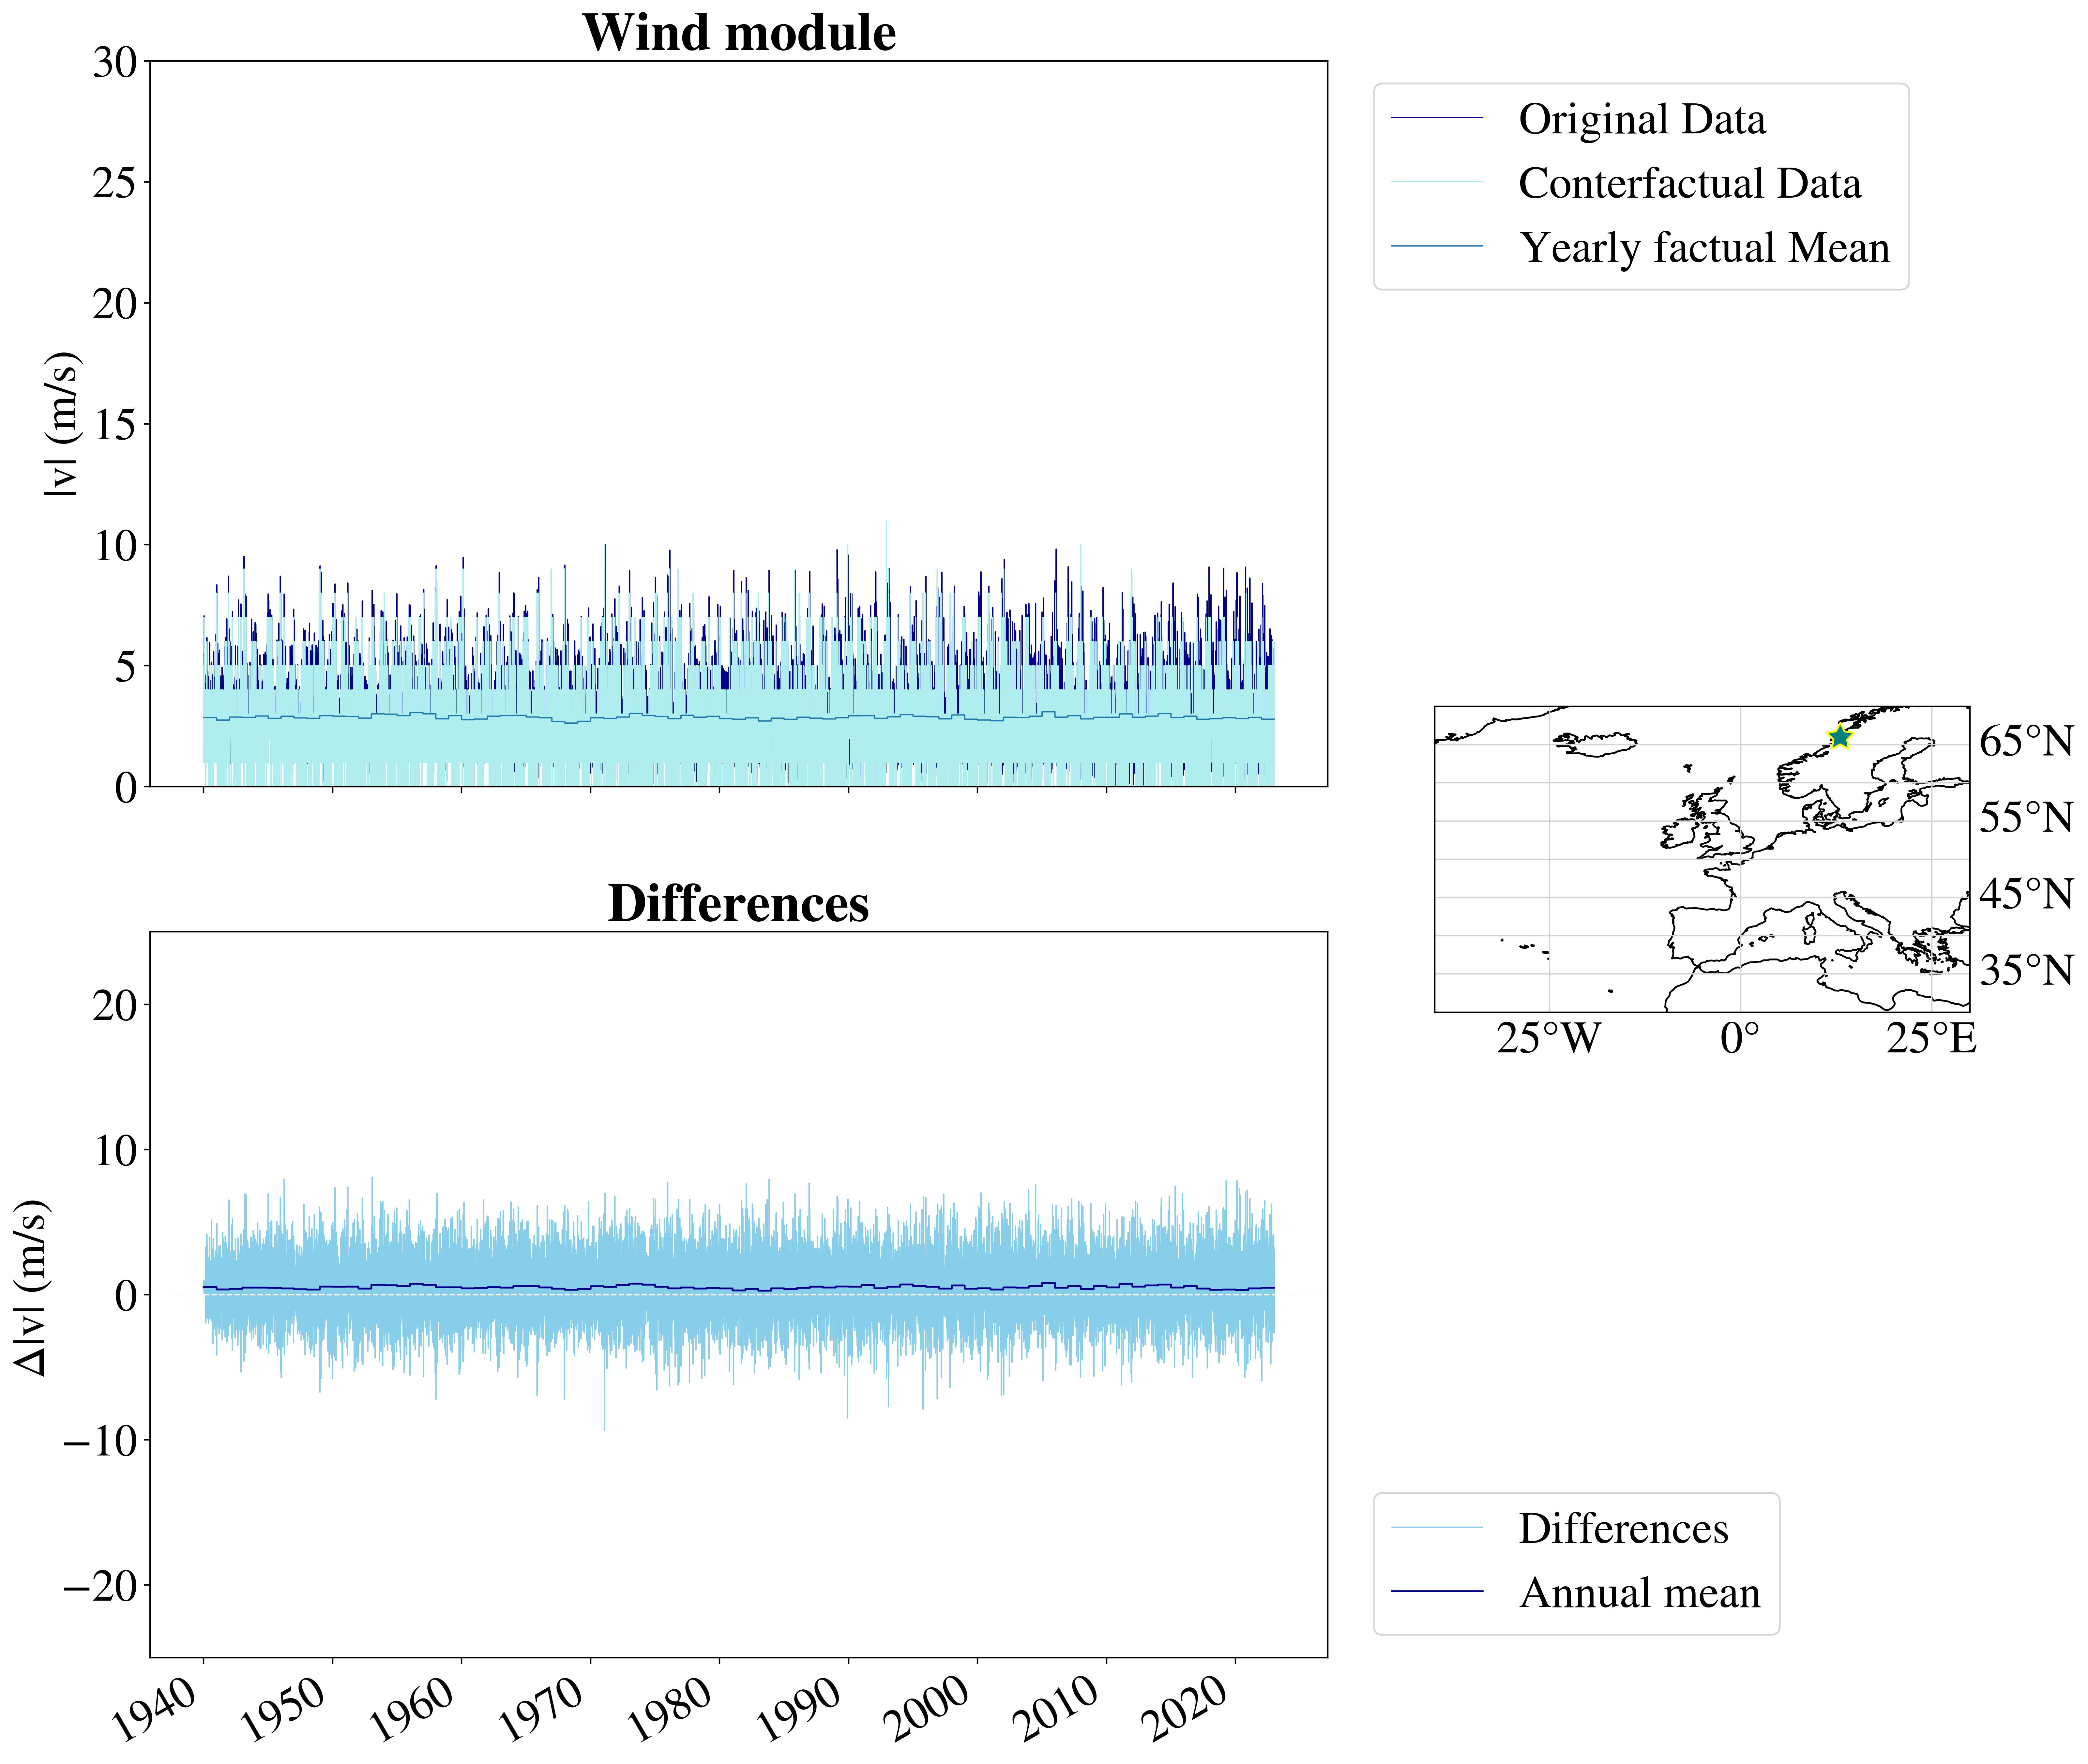 Wind module
30
25
20
15
10
5
0
|v| (m/s)
Original Data
Conterfactual Data
Yearly factual Mean
65°N
55°N
45°N
35°N
25°W
0°
25°E
Differences
20
10
0
−10
−20
Δ|v| (m/s)
1940
1950
1960
1970
1980
1990
2000
2010
2020
Differences
Annual mean